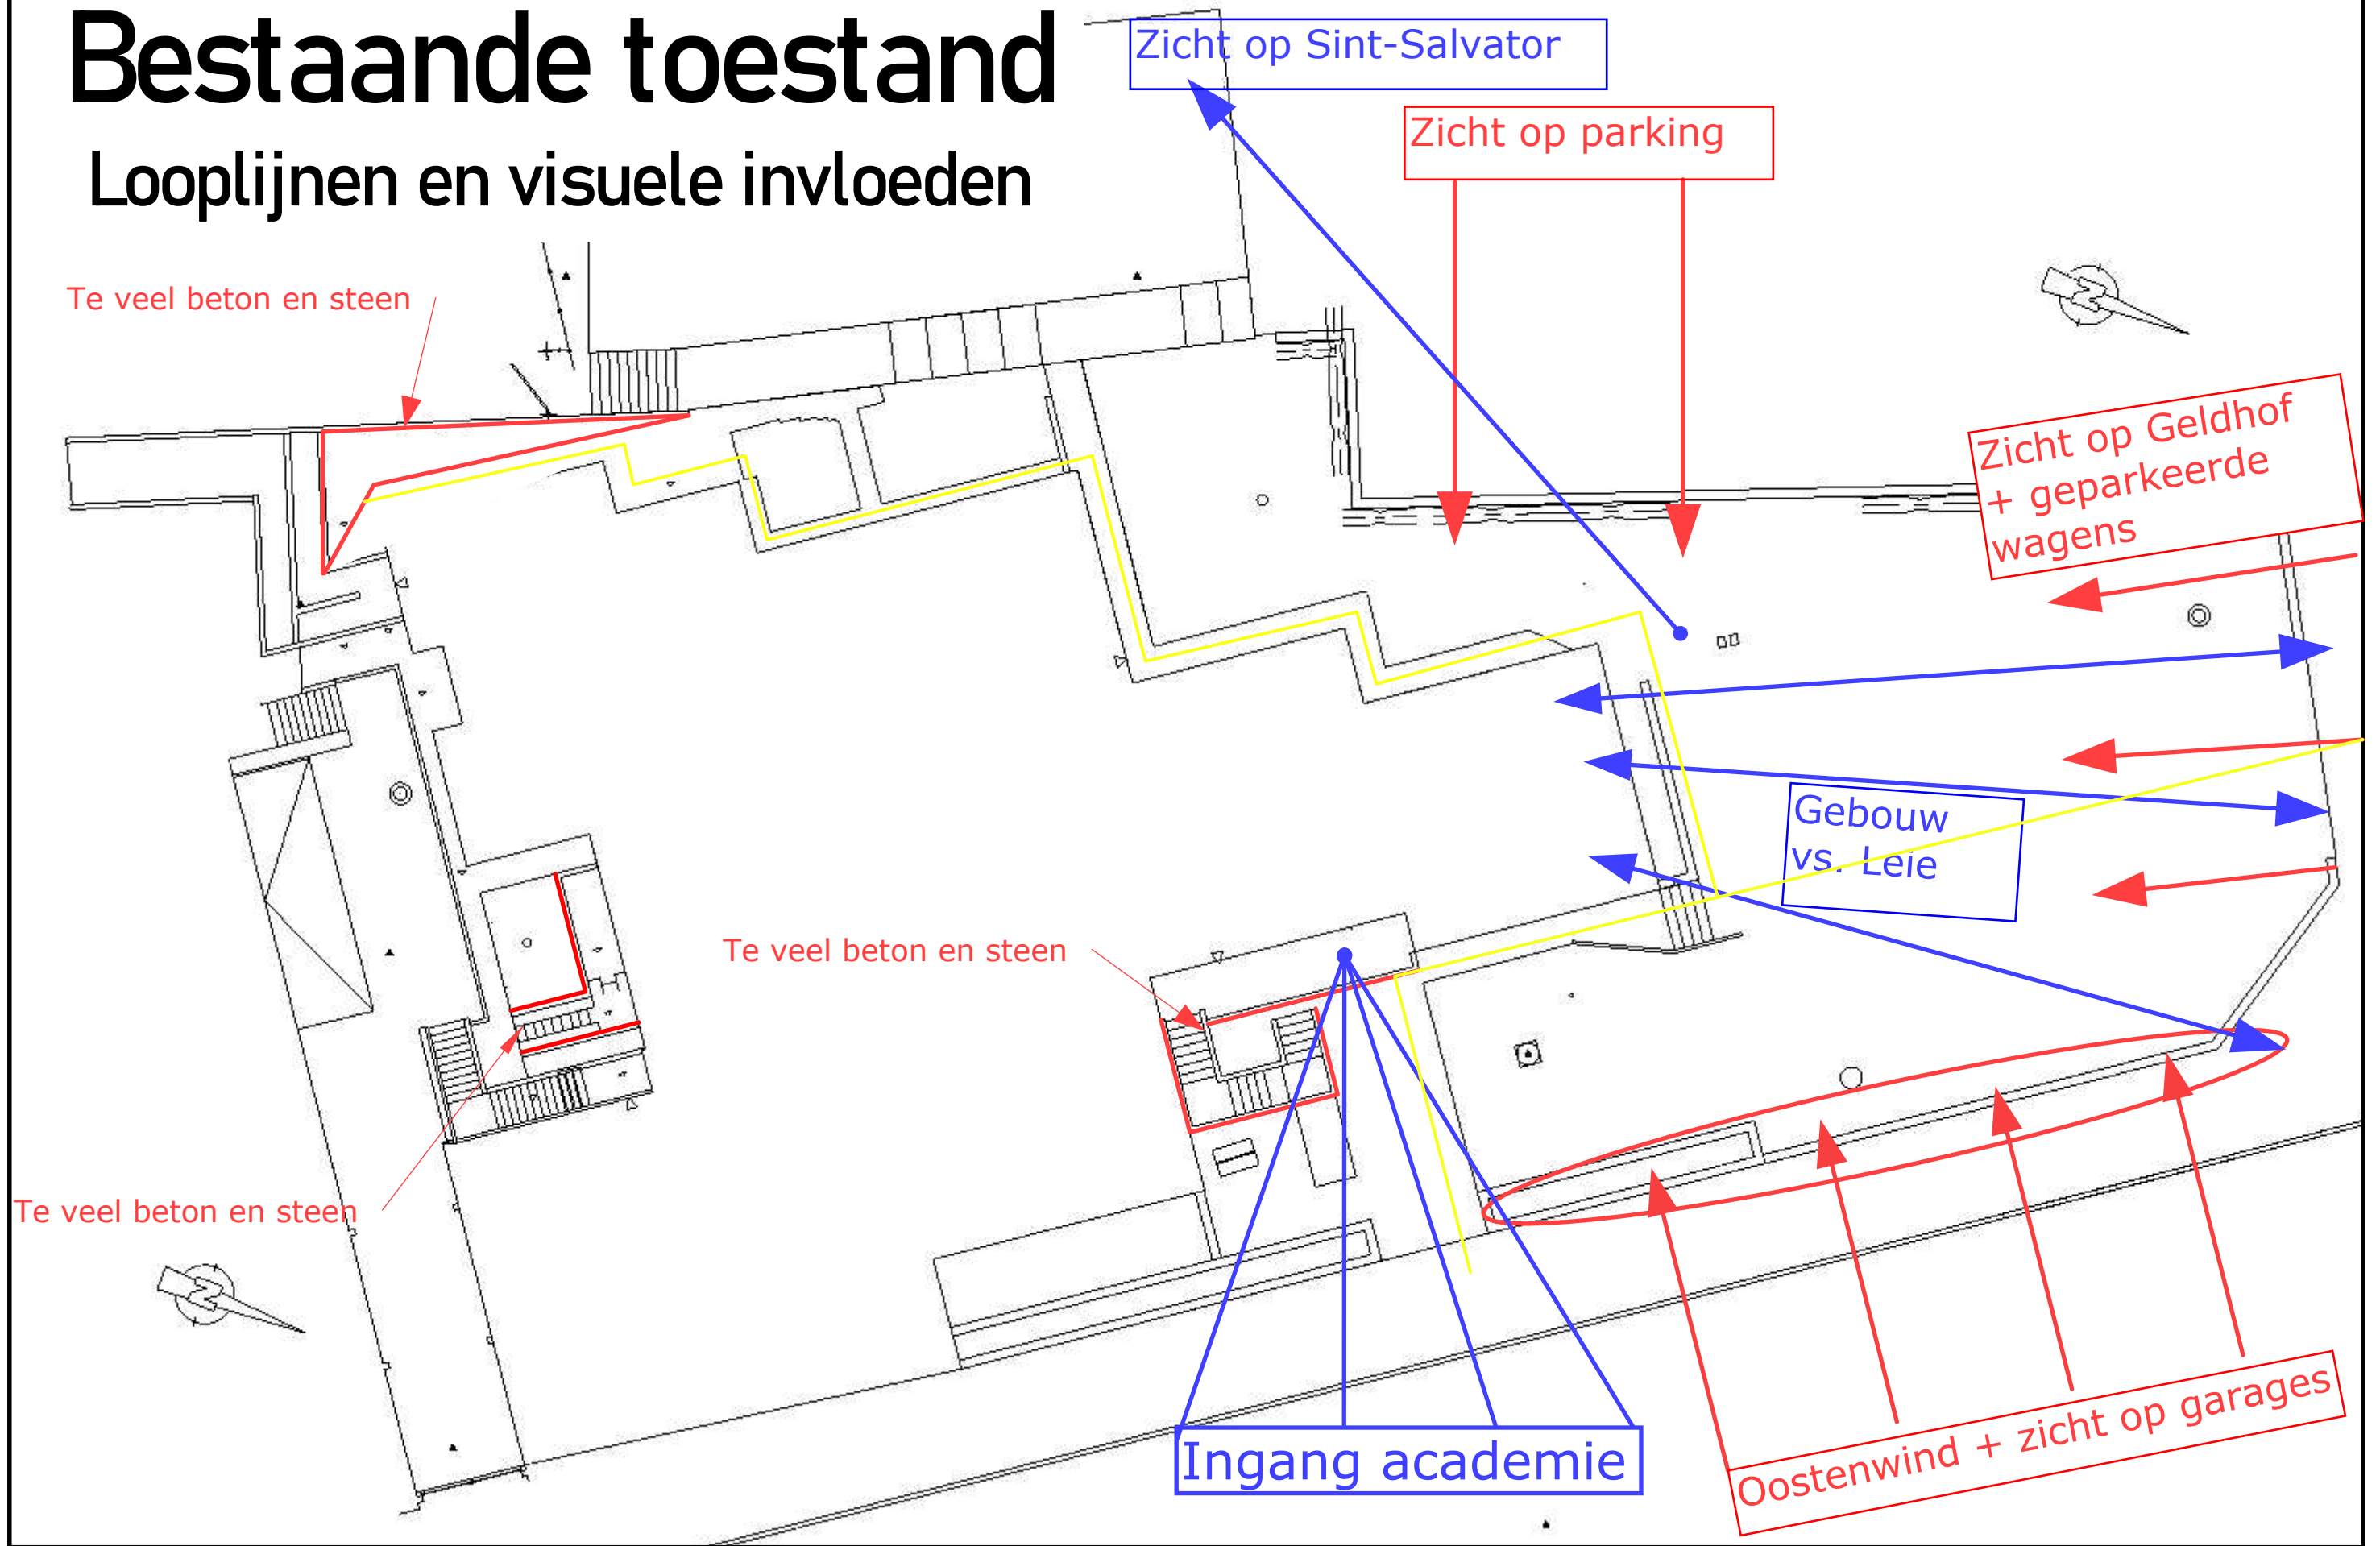 Bestaande toestand
Looplijnen en visuele invloeden
Zicht op Sint-Salvator
Zicht op parking
Te veel beton en steen
Zicht op Geldhof
+ geparkeerde
wagens
Gebouw
vs. Leie
Te veel beton en steen
Te veel beton en steen
Ingang academie
Oostenwind + zicht op garages
N
N